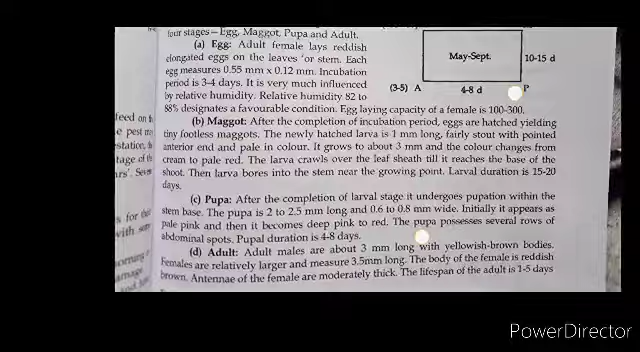 four stages—Egg, Maggot, Pupa and Adult.
(a) Egg: Adult female lays reddish
elongated eggs on the leaves 'or stem. Each
egg measures 0.55 mm x 0.12 mm. Incubation
period is 3-4 days. It is very much influenced
by relative humidity. Relative humidity 82 to
88% designates a favourable condition. Egg laying capacity of a female is 100-300.
May-Sept.
10-15 d
(3-5) A
4-8 d
P
(b) Maggot: After the completion of incubation period, eggs are hatched yielding
tiny footless maggots. The newly hatched larva is 1 mm long, fairly stout with pointed
anterior end and pale in colour. It grows to about 3 mm and the colour changes from
cream to pale red. The larva crawls over the leaf sheath till it reaches the base of the
shoot. Then larva bores into the stem near the growing point. Larval duration is 15-20
days.
(c) Pupa: After the completion of larval stage it undergoes pupation within the
stem base. The pupa is 2 to 2.5 mm long and 0.6 to 0.8 mm wide. Initially it appears as
pale pink and then it becomes deep pink to red. The pupa possesses several rows of
abdominal spots. Pupal duration is 4-8 days.
(d) Adult: Adult males are about 3 mm long with yellowish-brown bodies.
Females are relatively larger and measure 3.5mm long. The body of the female is reddish
brown. Antennae of the female are moderately thick. The lifespan of the adult is 1-5 days
feed on
e pest
estation,
tage of
s for
with
PowerDirector